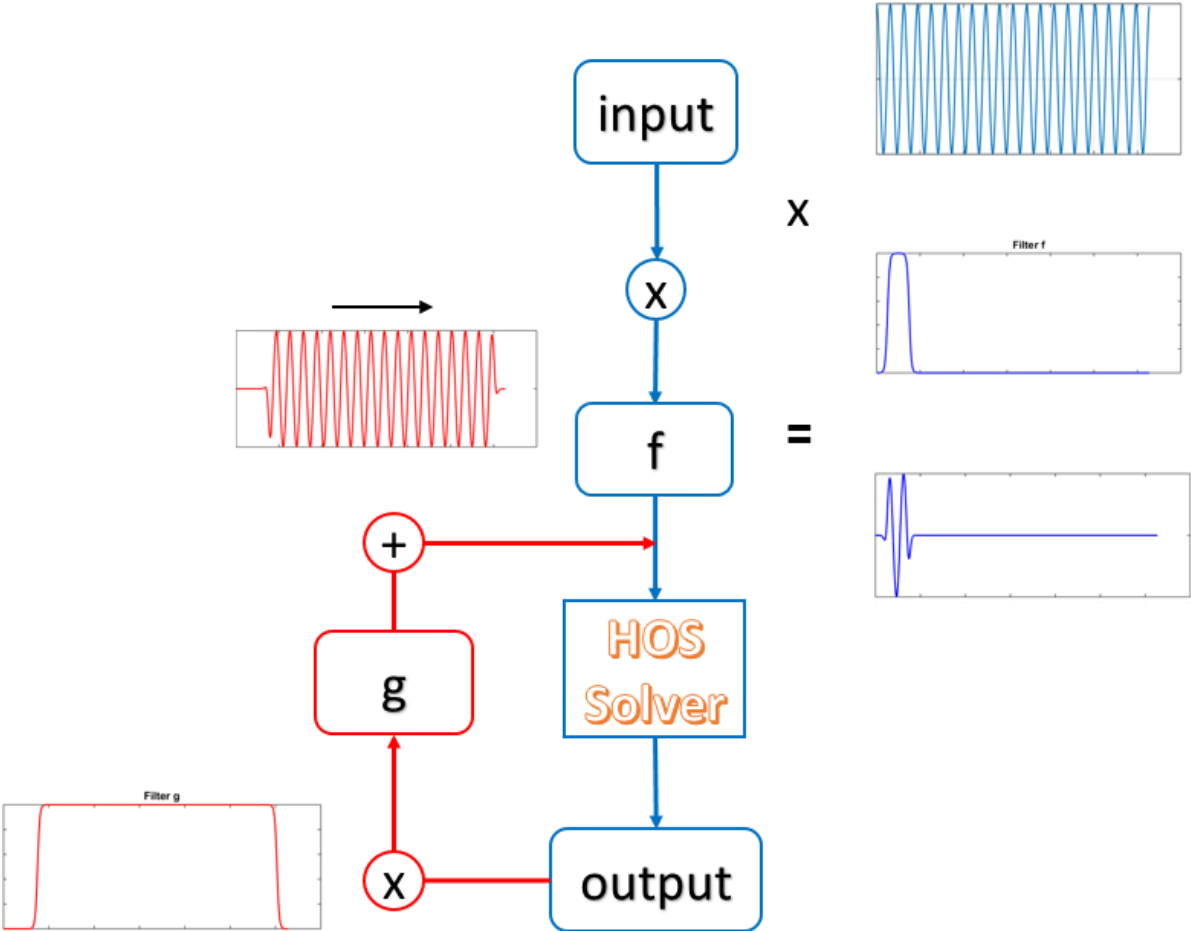 input
x
x
Filter f
f
=
+
HOS
Solver
g
Filter g
x
output